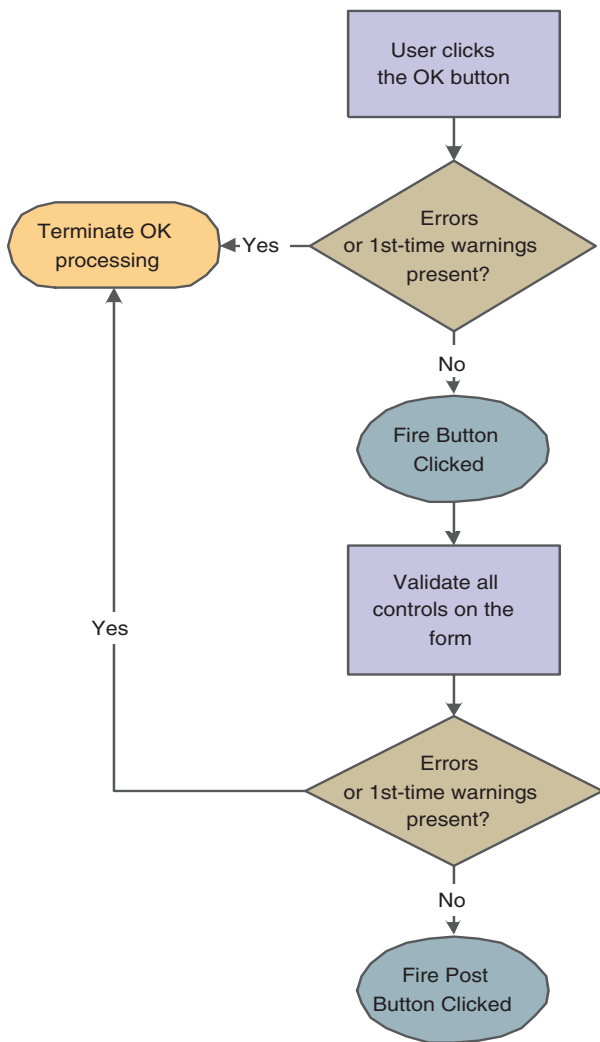 User clicks
the OK button
Errors
or 1st-time warnings
present?
Yes
Terminate OK
processing
No
Fire Button
Clicked
Validate all
controls on the
form
Yes
Errors
or 1st-time warnings
present?
No
Fire Post
Button Clicked